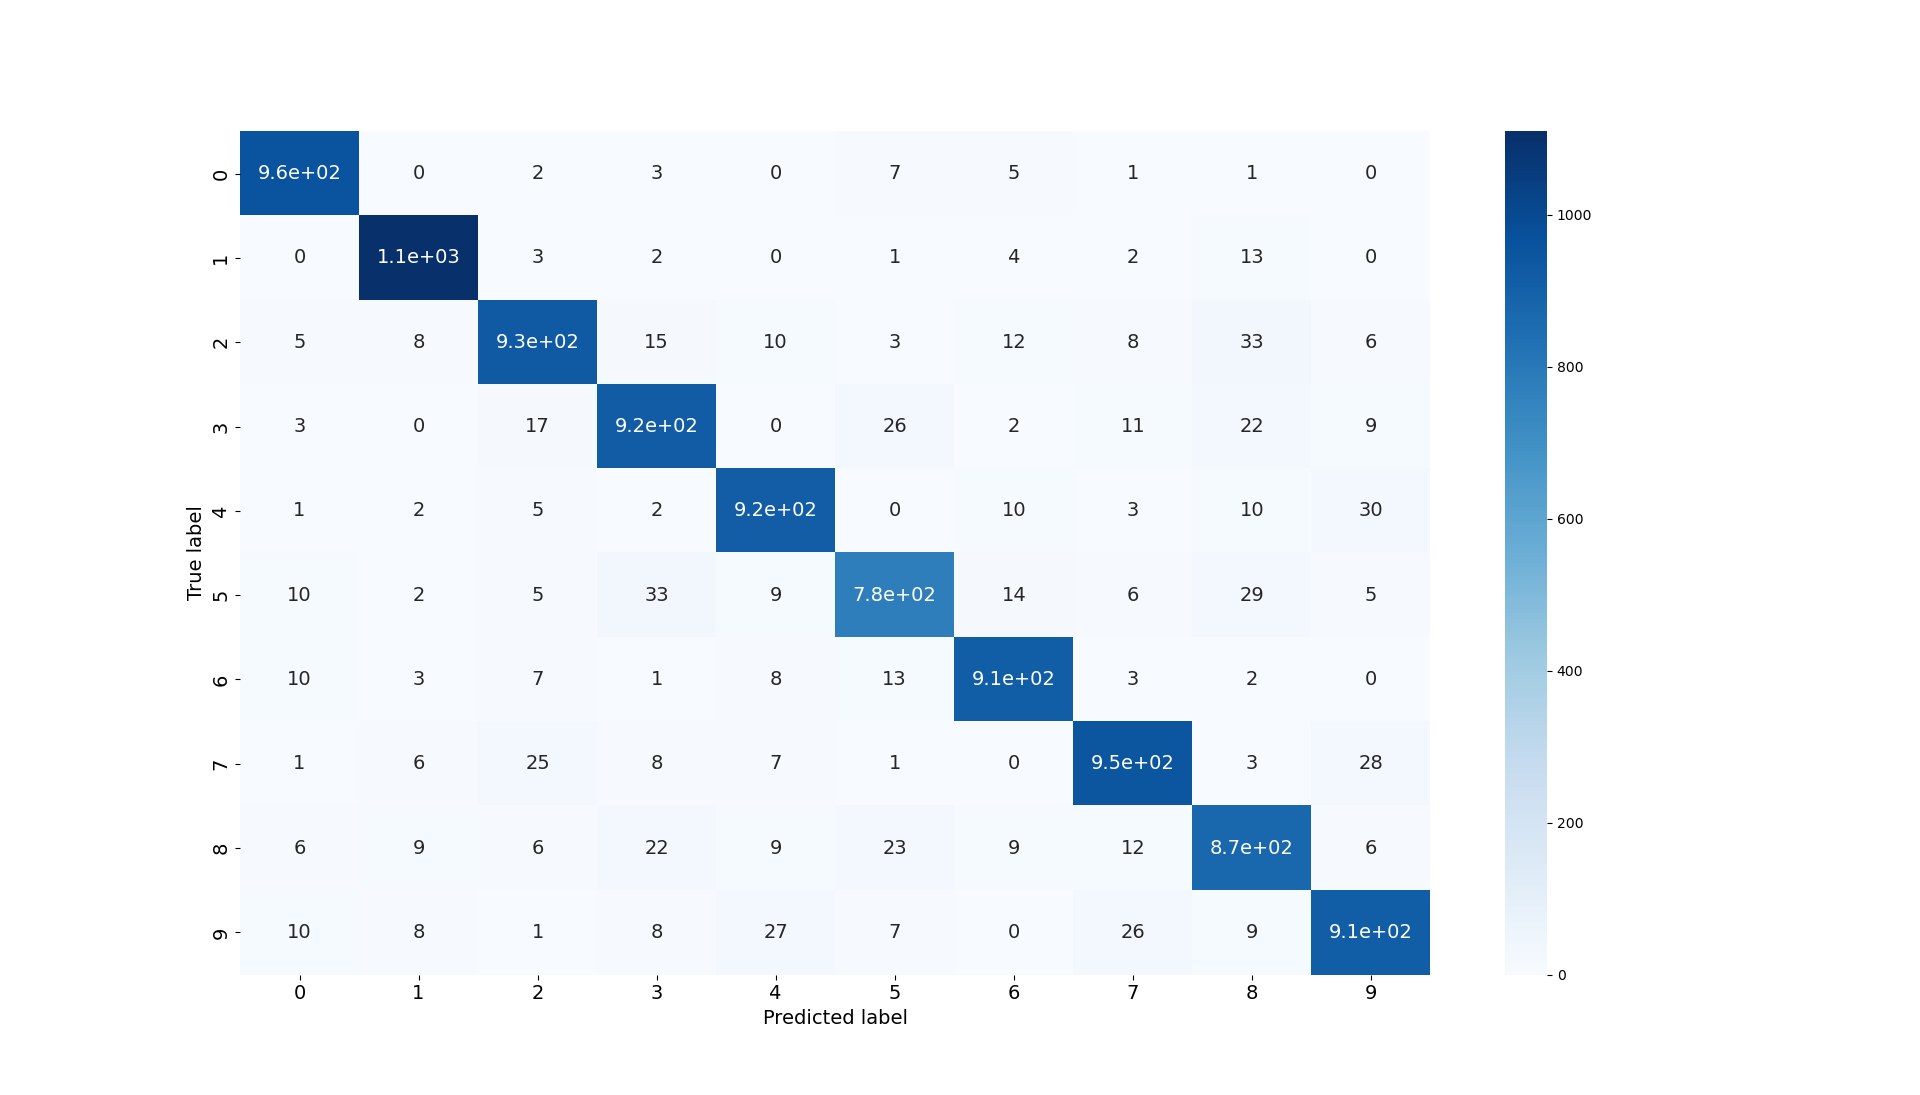 0 9.6e+02 0 2 3 0 7 5 1 1 0
1 0 1.1e+03 3 2 0 1 4 2 13 0
2 5 8 9.3e+02 15 10 3 12 8 33 6
3 3 0 17 9.2e+02 0 26 2 11 22 9
4 1 2 5 2 9.2e+02 0 10 3 10 30
5 10 2 5 33 9 7.8e+02 14 6 29 5
6 10 3 7 1 8 13 9.1e+02 3 2 0
7 1 6 25 8 7 1 0 9.5e+02 3 28
8 6 9 6 22 9 23 9 12 8.7e+02 6
9 10 8 1 8 27 7 0 26 9 9.1e+02
0 1 2 3 4 5 6 7 8 9
Predicted label
True label
1000
800
600
400
200
0